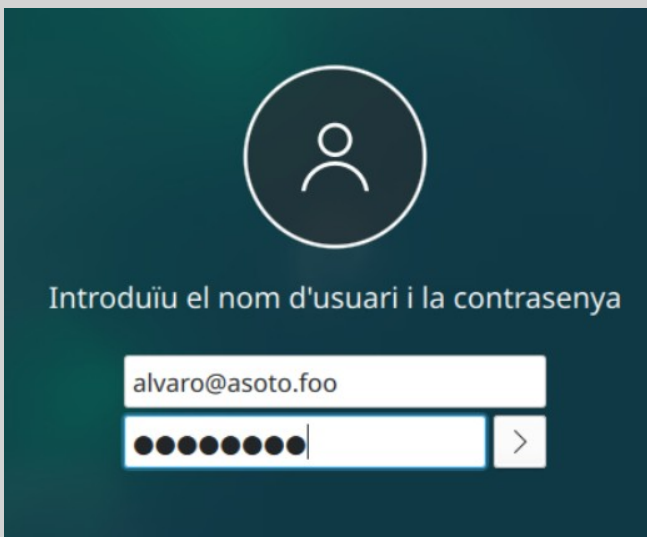 Introduïu el nom d'usuari i la contrasenya
alvaro@asoto.foo
●●●●●●●●